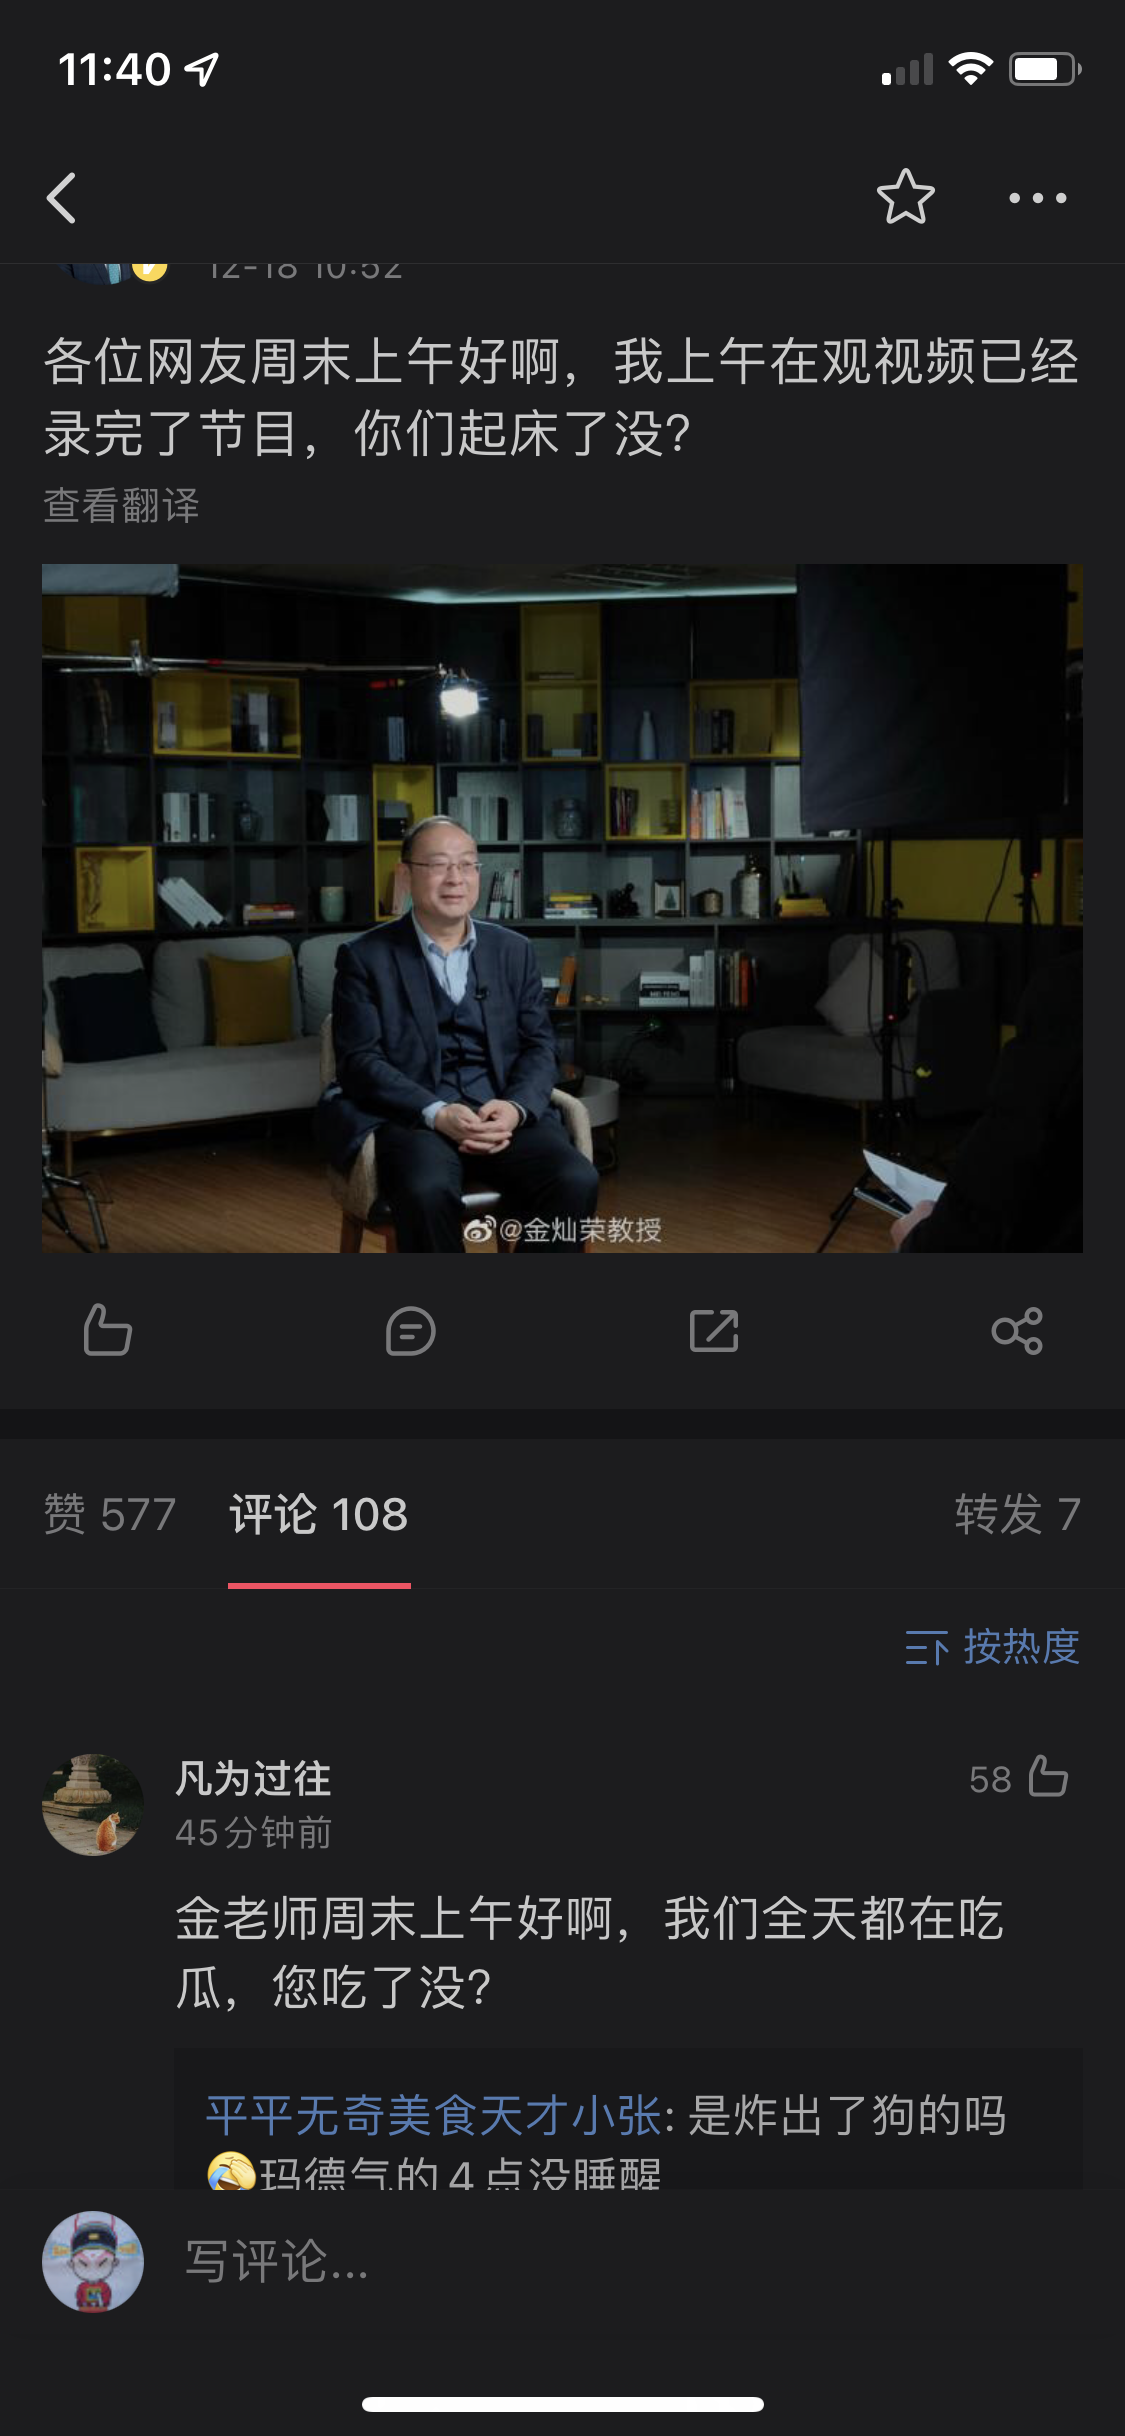 11:40
12-18 10:52
各位网友周末上午好啊，我上午在观视频已经
录完了节目，你们起床了没?
查看翻译
@金灿荣教授
赞 577
评论 108
转发 7
按热度
凡为过往
58
45分钟前
金老师周末上午好啊，我们全天都在吃
瓜，您吃了没?
平平无奇美食天才小张: 是炸出了狗的吗
🤣玛德气的4点没睡醒
写评论...